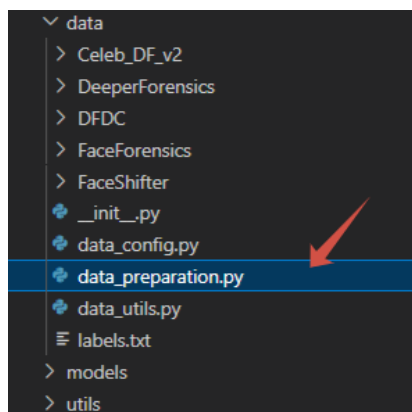 data
Celeb_DF_v2
DeeperForensics
DFDC
FaceForensics
FaceShifter
__init__.py
data_config.py
data_preparation.py
data_utils.py
labels.txt
models
utils